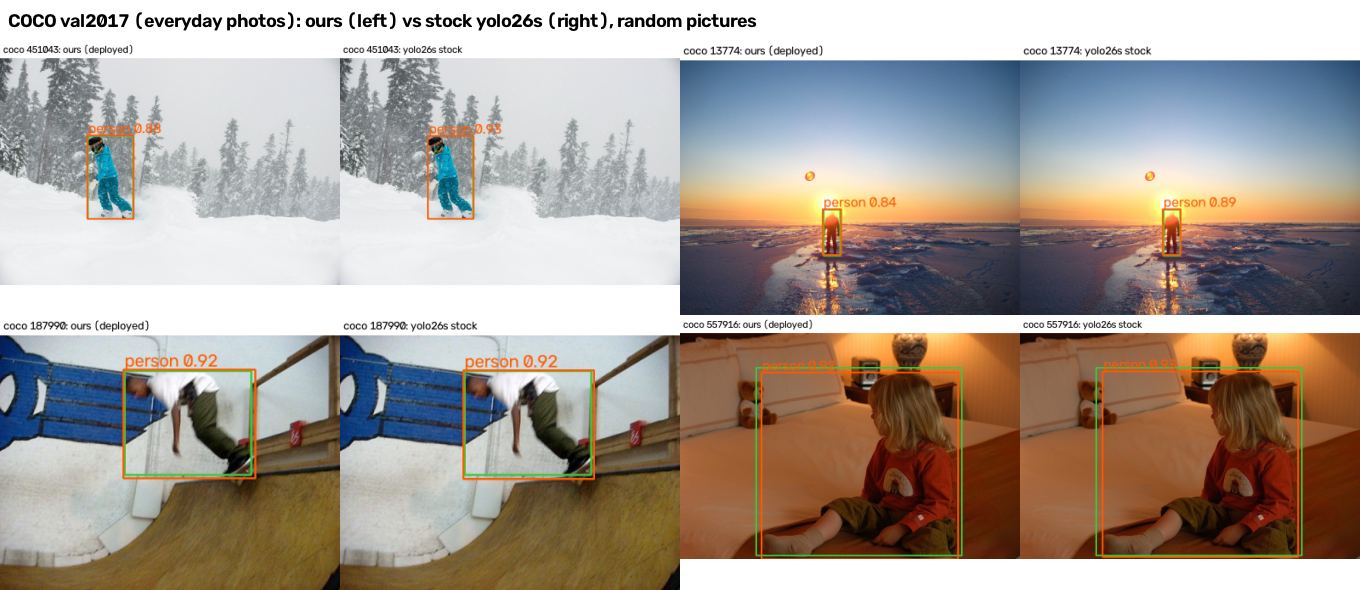 COCO val2017 (everyday photos): ours (left) vs stock yolo26s (right), random pictures
coco 451043: ours (deployed)
coco 451043: yolo26s stock
coco 13774: ours (deployed)
coco 13774: yolo26s stock
person 0.88
person 0.93
person 0.84
person 0.89
coco 187990: ours (deployed)
coco 187990: yolo26s stock
coco 557916: ours (deployed)
coco 557916: yolo26s stock
person 0.92
person 0.92
person
person